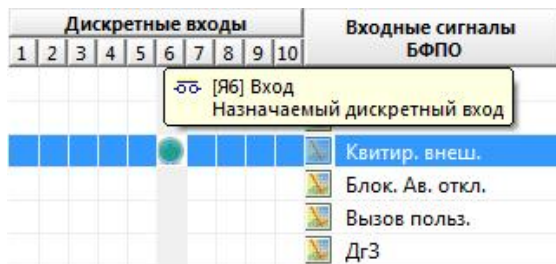 Дискретные входы
Входные сигналы
БФПО
1 2 3 4 5 6 7 8 9 10
[Я6] Вход
Назначаемый дискретный вход
Квитир. внеш.
Блок. Ав. откл.
Вызов польз.
ДгЗ